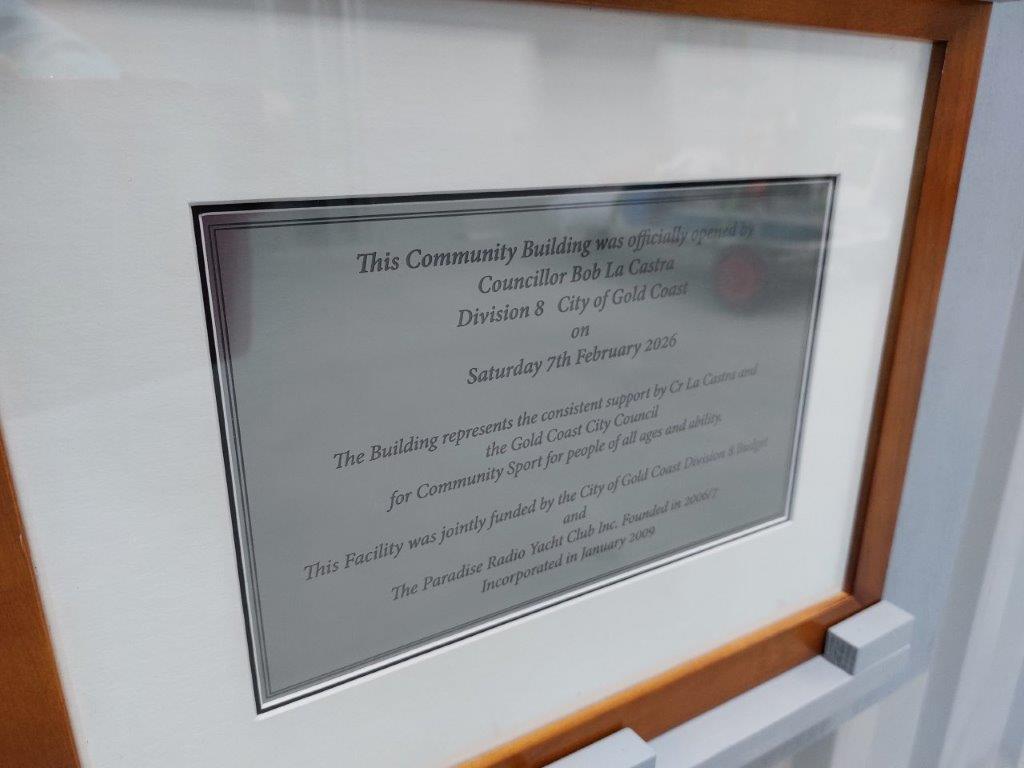 This Community Building was officially opened by
Councillor Bob La Castra
Division 8 City of Gold Coast
on
Saturday 7th February 2026
The Building represents the consistent support by Cr La Castra and
the Gold Coast City Council
for Community Sport for people of all ages and ability.
This Facility was jointly funded by the City of Gold Coast Division 8 Budget
and
The Paradise Radio Yacht Club Inc. Founded in 2006/7
Incorporated in January 2009